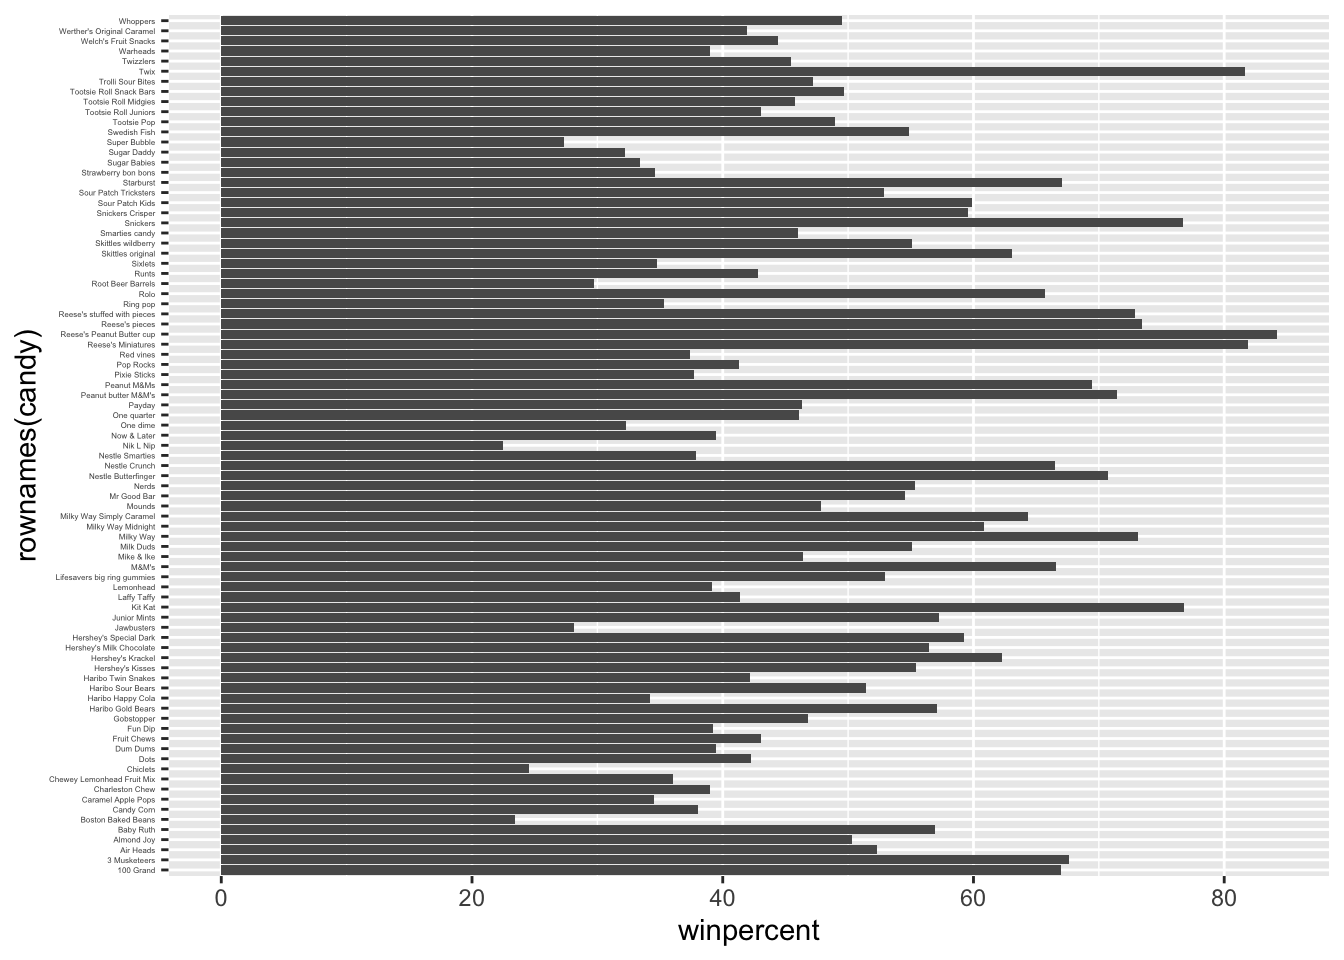 Whoppers
Werther's Original Caramel
Welch's Fruit Snacks
Warheads
Twizzlers
Twix
Trolli Sour Bites
Tootsie Roll Snack Bars
Tootsie Roll Midgies
Tootsie Roll Juniors
Tootsie Pop
Swedish Fish
Super Bubble
Sugar Daddy
Sugar Babies
Strawberry bon bons
Starburst
Sour Patch Tricksters
Sour Patch Kids
Snickers Crisper
Snickers
Smarties candy
Skittles wildberry
Skittles original
Sixlets
Runts
Root Beer Barrels
Rolo
Ring pop
Reese's stuffed with pieces
Reese's pieces
Reese's Peanut Butter cup
Reese's Miniatures
Red vines
Pop Rocks
Pixie Sticks
Peanut M&Ms
Peanut butter M&M's
Payday
One quarter
One dime
Now & Later
Nik L Nip
Nestle Smarties
Nestle Crunch
Nestle Butterfinger
Nerds
Mr Good Bar
Mounds
Milky Way Simply Caramel
Milky Way Midnight
Milky Way
Milk Duds
Mike & Ike
M&M's
Lifesavers big ring gummies
Lemonhead
Laffy Taffy
Kit Kat
Junior Mints
Jawbusters
Hershey's Special Dark
Hershey's Milk Chocolate
Hershey's Krackel
Hershey's Kisses
Haribo Twin Snakes
Haribo Sour Bears
Haribo Happy Cola
Haribo Gold Bears
Gobstopper
Fun Dip
Fruit Chews
Dum Dums
Dots
Chiclets
Chewey Lemonhead Fruit Mix
Charleston Chew
Caramel Apple Pops
Candy Corn
Boston Baked Beans
Baby Ruth
Almond Joy
Air Heads
3 Musketeers
100 Grand
rownames(candy)
0 20 40 60 80
winpercent